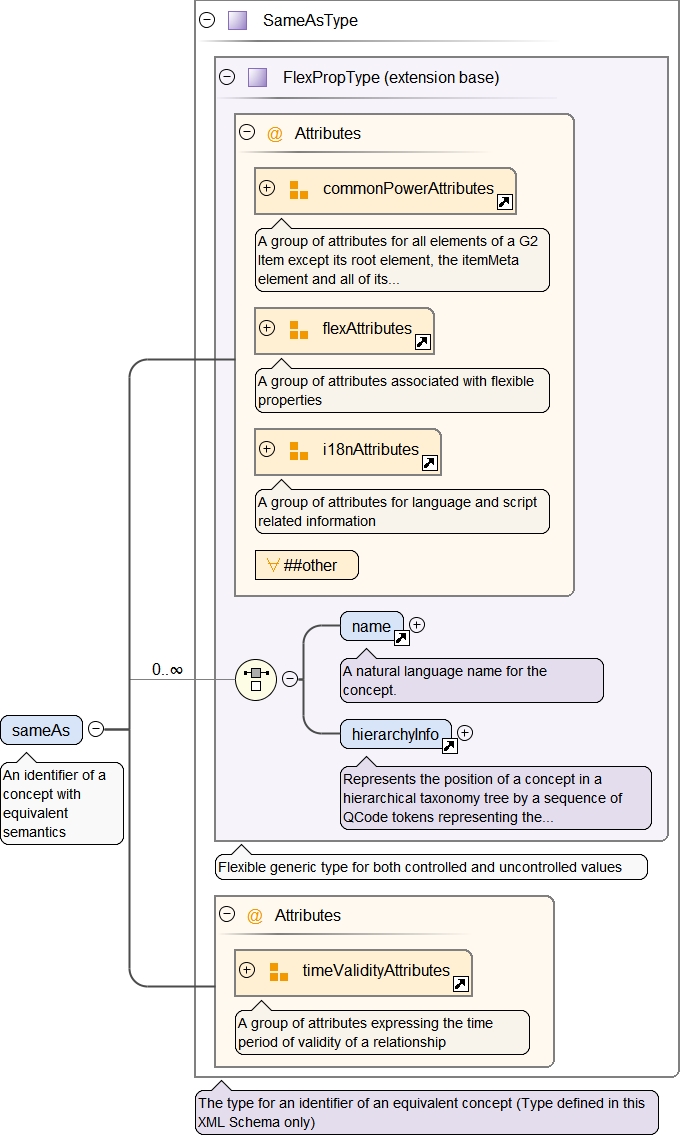 SameAsType
FlexPropType (extension base)
@ Attributes
commonPowerAttributes
A group of attributes for all elements of a G2
Item except its root element, the itemMeta
element and all of its...
flexAttributes
A group of attributes associated with flexible
properties
i18nAttributes
A group of attributes for language and script
related information
##other
name
A natural language name for the
concept.
0..∞
hierarchyInfo
Represents the position of a concept in a
hierarchical taxonomy tree by a sequence of
QCode tokens representing the...
sameAs
An identifier of a
concept with
equivalent
semantics
Flexible generic type for both controlled and uncontrolled values
@ Attributes
timeValidityAttributes
A group of attributes expressing the time
period of validity of a relationship
The type for an identifier of an equivalent concept (Type defined in this
XML Schema only)